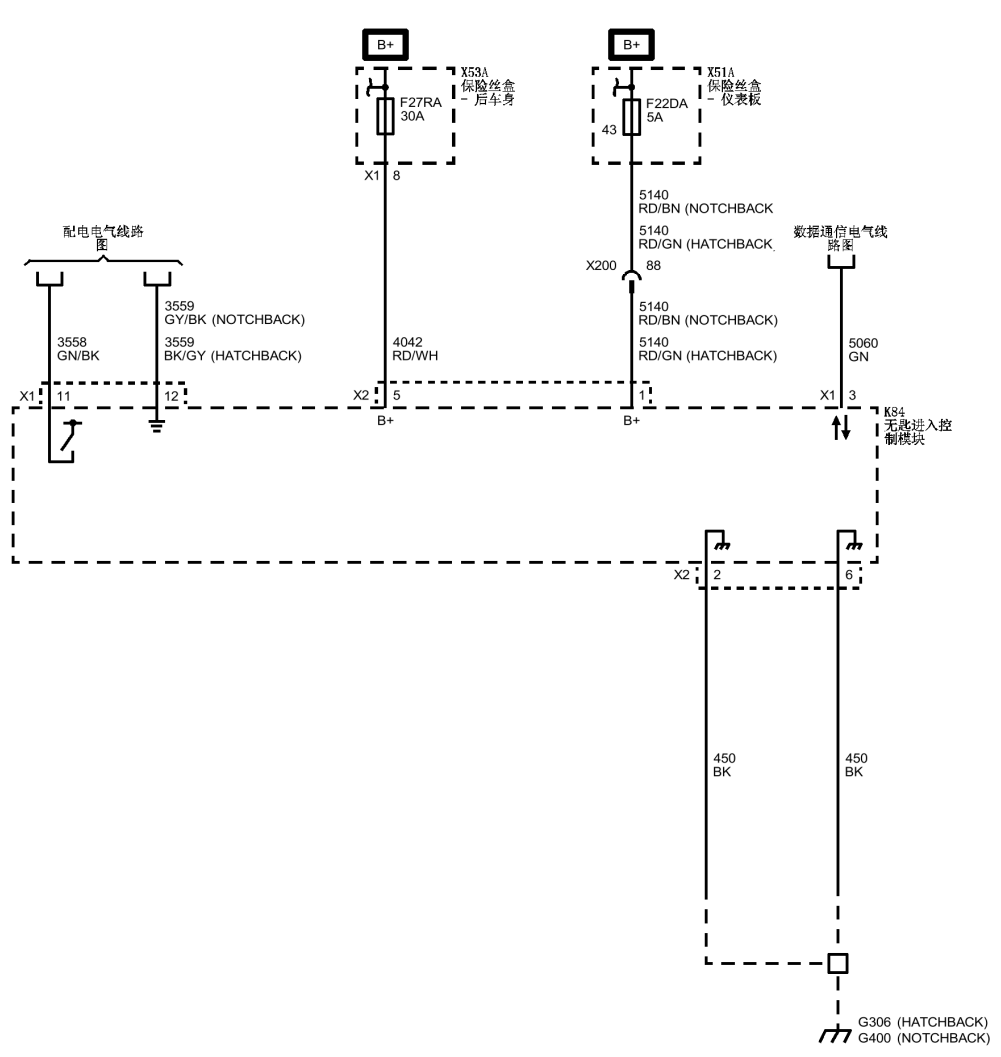 B+
B+
X53A
保险丝盒
- 后车身
F27RA
30A
X51A
保险丝盒
- 仪表板
F22DA
5A
43
X1 8
5140
RD/BN (NOTCHBACK
5140
RD/GN (HATCHBACK
X200 88
配电电气线路
图
数据通信电气线
路图
3559
GY/BK (NOTCHBACK)
3558
GN/BK
3559
BK/GY (HATCHBACK)
4042
RD/WH
5140
RD/BN (NOTCHBACK)
5140
RD/GN (HATCHBACK)
5060
GN
X1 11 12
X2 5 1
X1 3
B+
B+
K84
无匙进入控
制模块
X2 2 6
450
BK
450
BK
G306 (HATCHBACK)
G400 (NOTCHBACK)